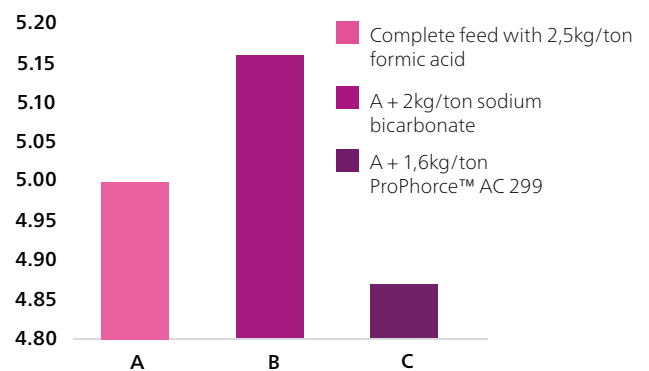 5.20
5.15
5.10
5.05
5.00
4.95
4.90
4.85
4.80
A
B
C
Complete feed with 2,5kg/ton
formic acid
A + 2kg/ton sodium
bicarbonate
A + 1,6kg/ton
ProPhorce™ AC 299